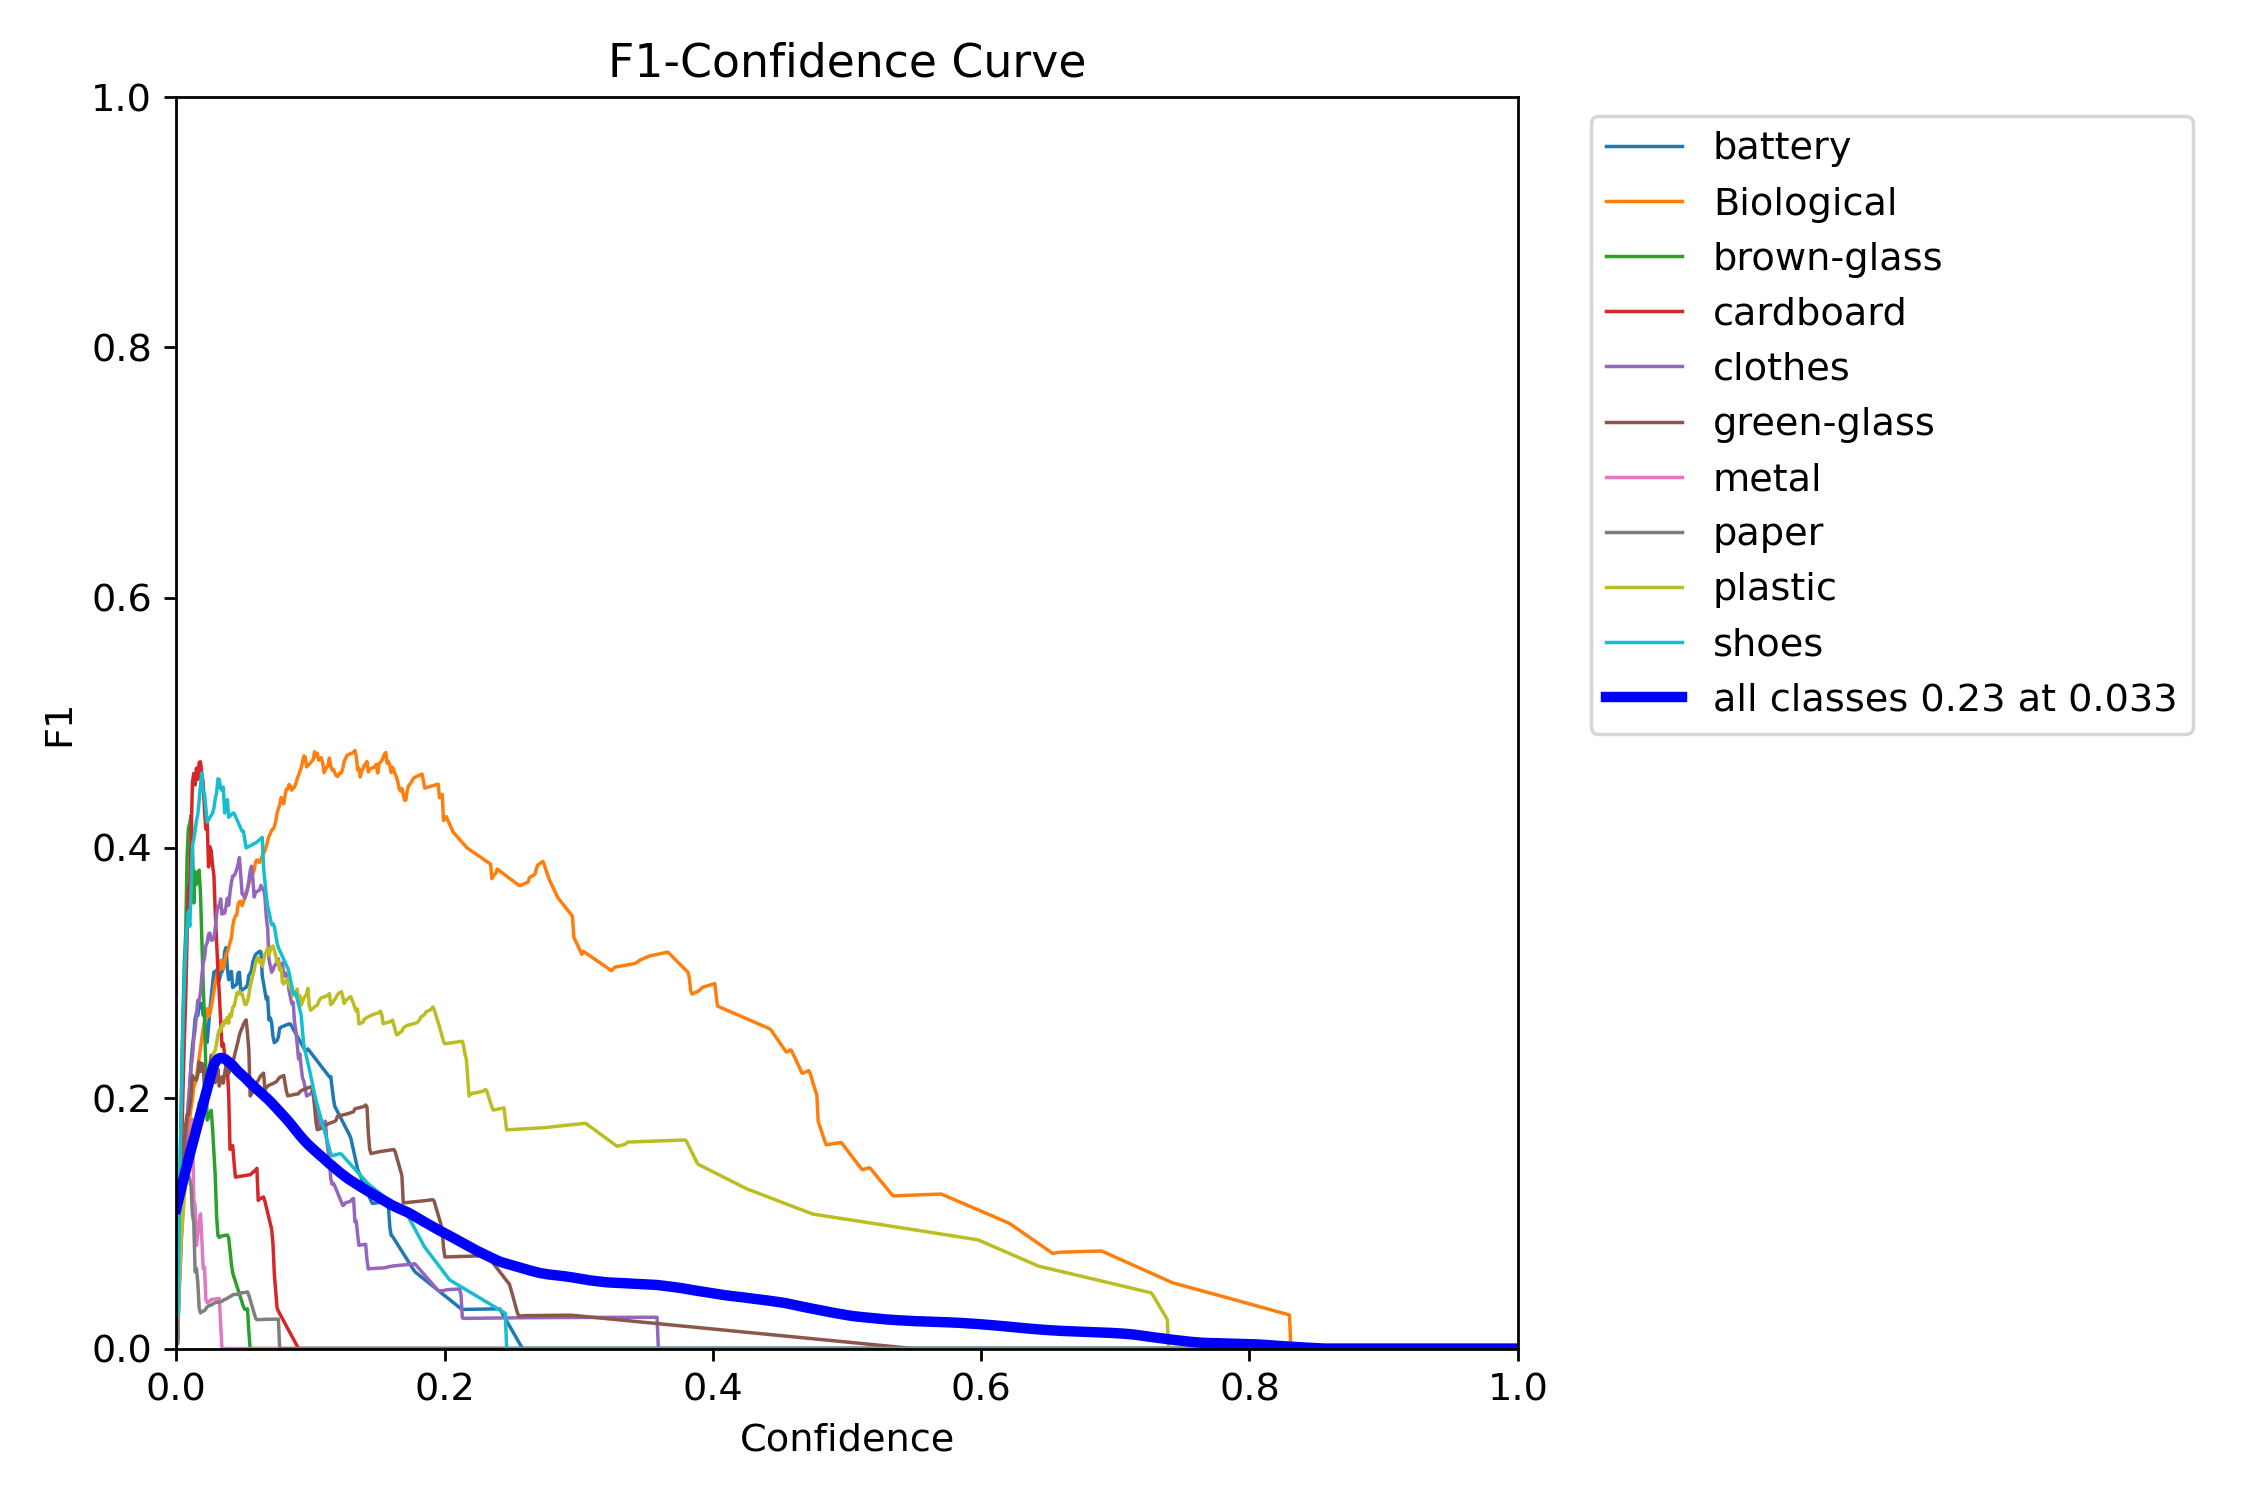 F1-Confidence Curve
1.0
0.8
0.6
0.4
0.2
0.0
F1
0.0 0.2 0.4 0.6 0.8 1.0
Confidence
battery
Biological
brown-glass
cardboard
clothes
green-glass
metal
paper
plastic
shoes
all classes 0.23 at 0.033